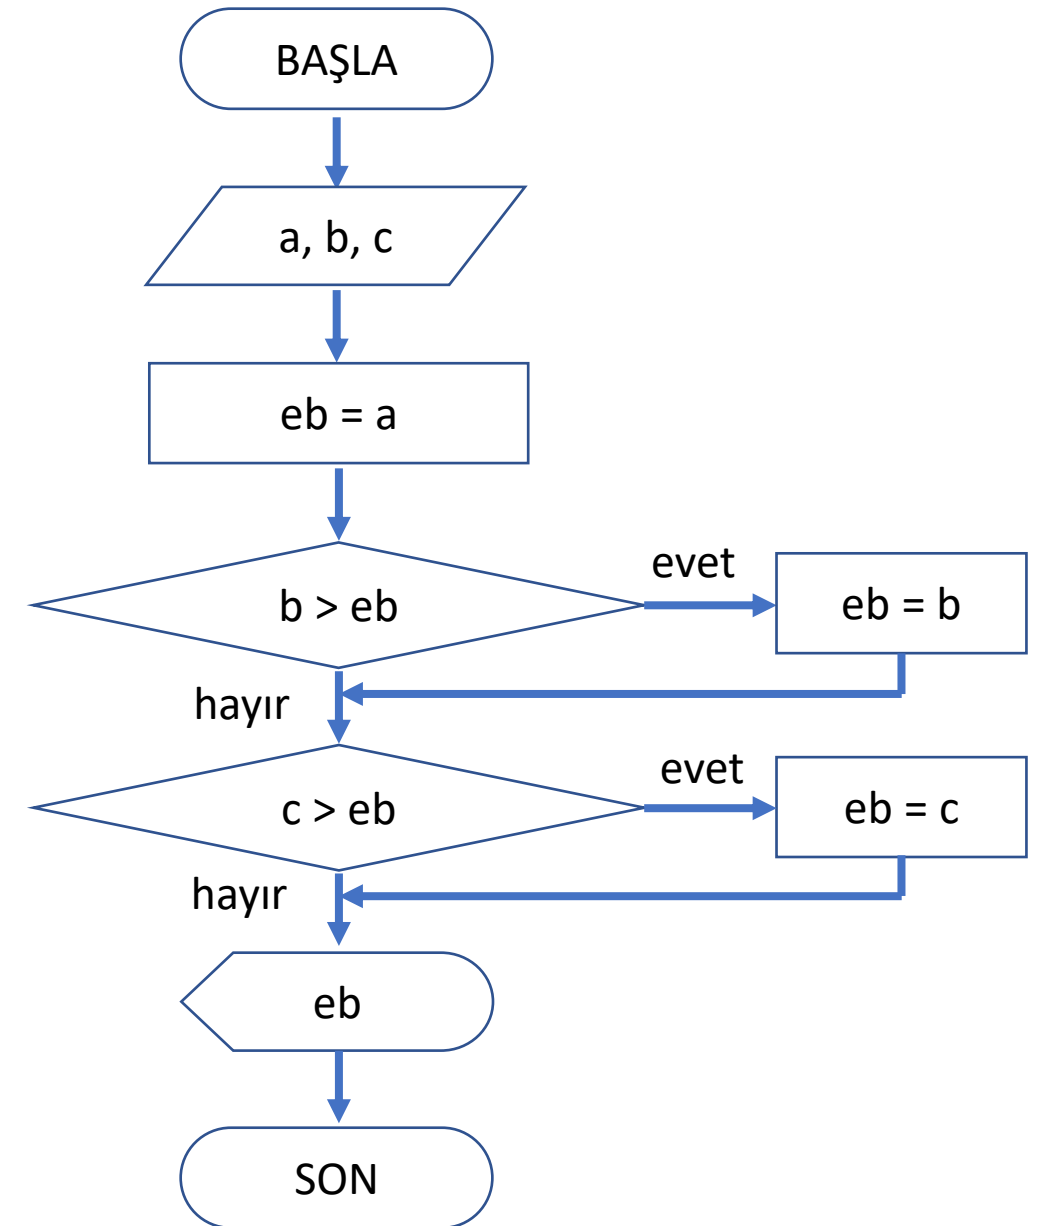 BAŞLA
a, b, c
eb = a
b > eb
evet
eb = b
hayır
c > eb
evet
eb = c
hayır
eb
SON